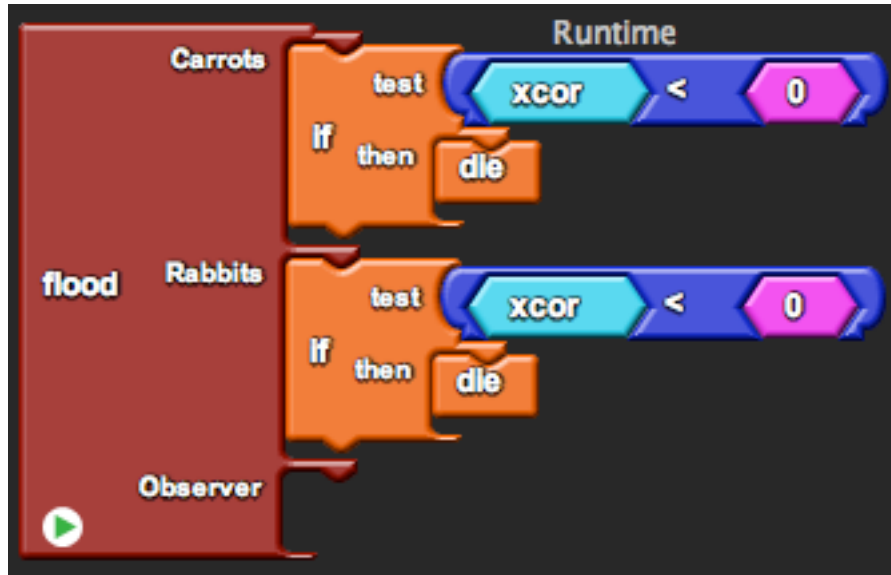 Runtime
Carrots
test xcor < 0
if
then die
flood
Rabbits
test xcor < 0
if
then die
Observer